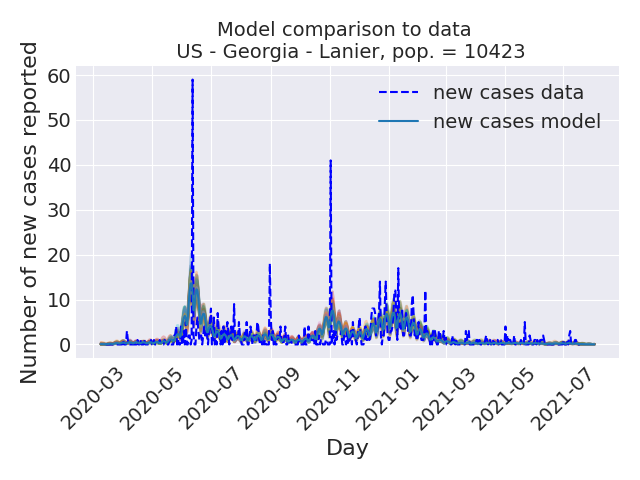 Model comparison to data
US - Georgia - Lanier, pop. = 10423
Number of new cases reported
60
50
40
30
20
10
0
new cases data
new cases model
2020-03
2020-05
2020-07
2020-09
2020-11
2021-01
2021-03
2021-05
2021-07
Day